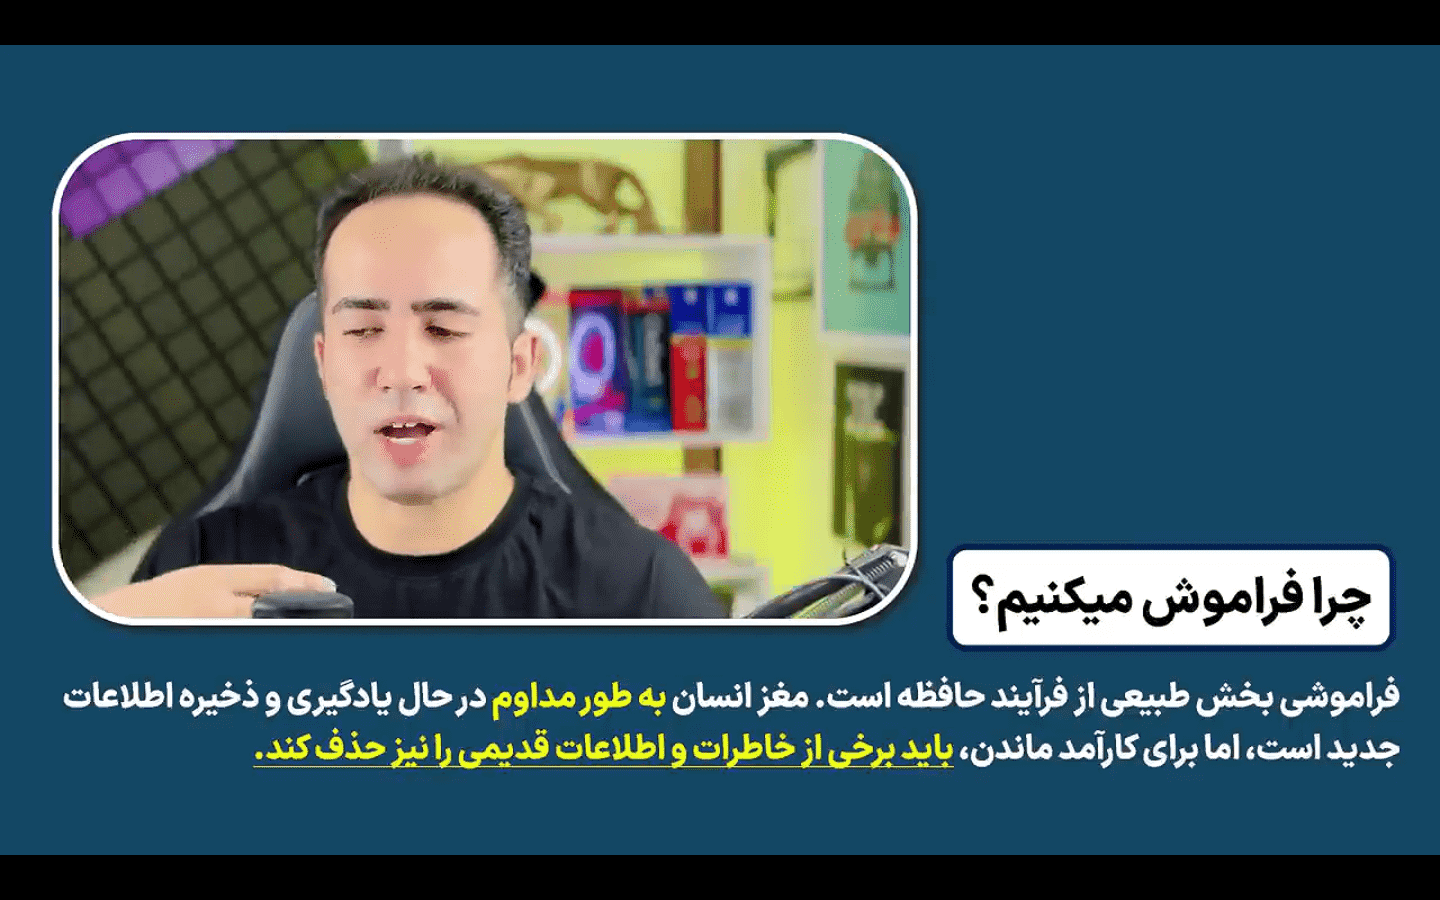 چرا فراموش میکنیم؟
فراموشی بخش طبیعی از فرآیند حافظه است. مغز انسان به طور مداوم در حال یادگیری و ذخیره اطلاعات
جدید است، اما برای کارآمد ماندن، باید برخی از خاطرات و اطلاعات قدیمی را نیز حذف کند.